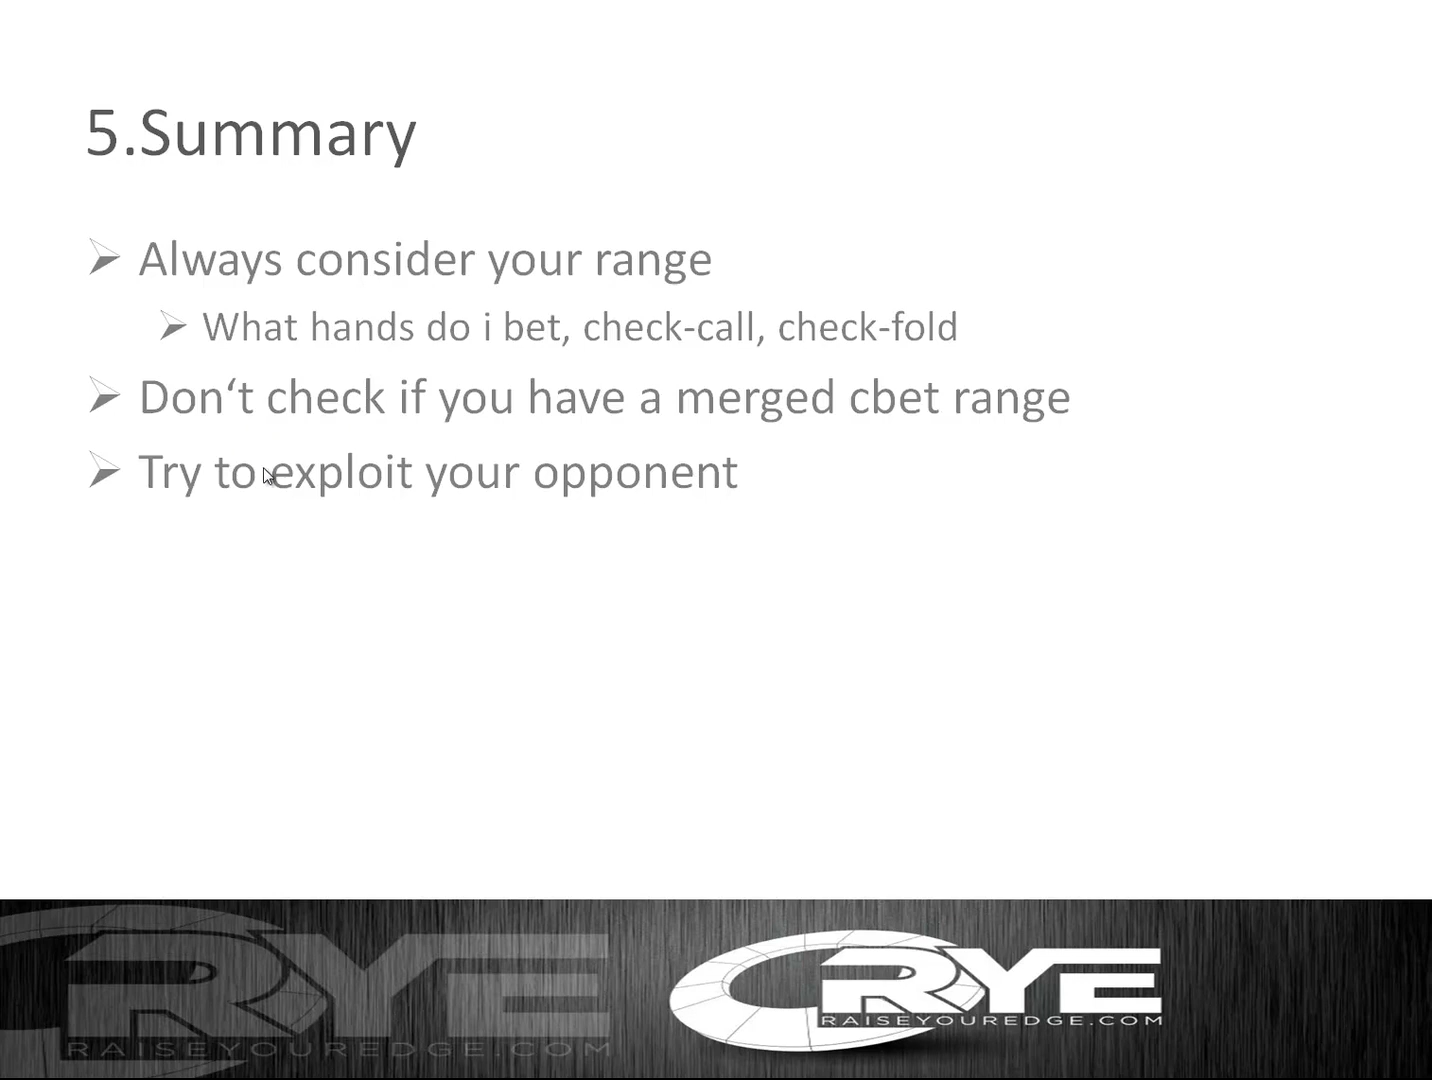 5.Summary
Always consider your range
What hands do i bet, check-call, check-fold
Don‘t check if you have a merged cbet range
Try to exploit your opponent
RYE
RAISEYOUREDGE.COM
RYE
RAISEYOUREDGE.COM